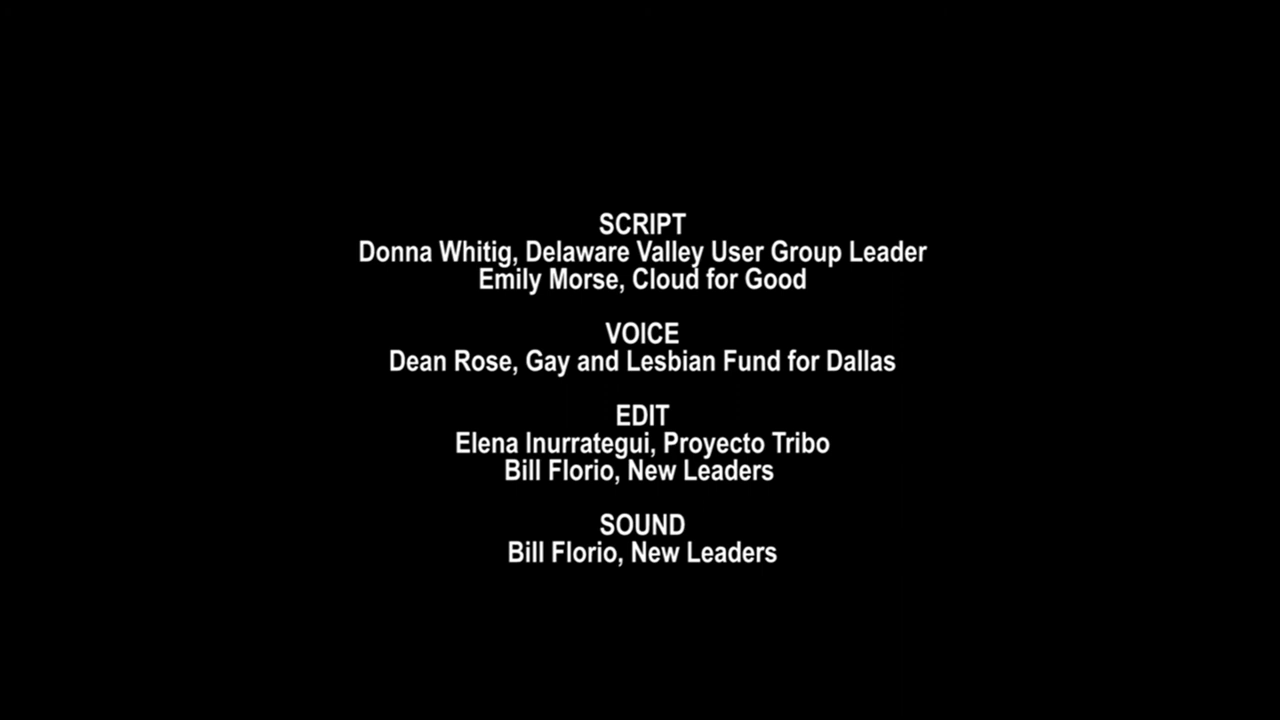 SCRIPT
Donna Whitig, Delaware Valley User Group Leader
Emily Morse, Cloud for Good
VOICE
Dean Rose, Gay and Lesbian Fund for Dallas
EDIT
Elena Inurrategui, Proyecto Tribo
Bill Florio, New Leaders
SOUND
Bill Florio, New Leaders